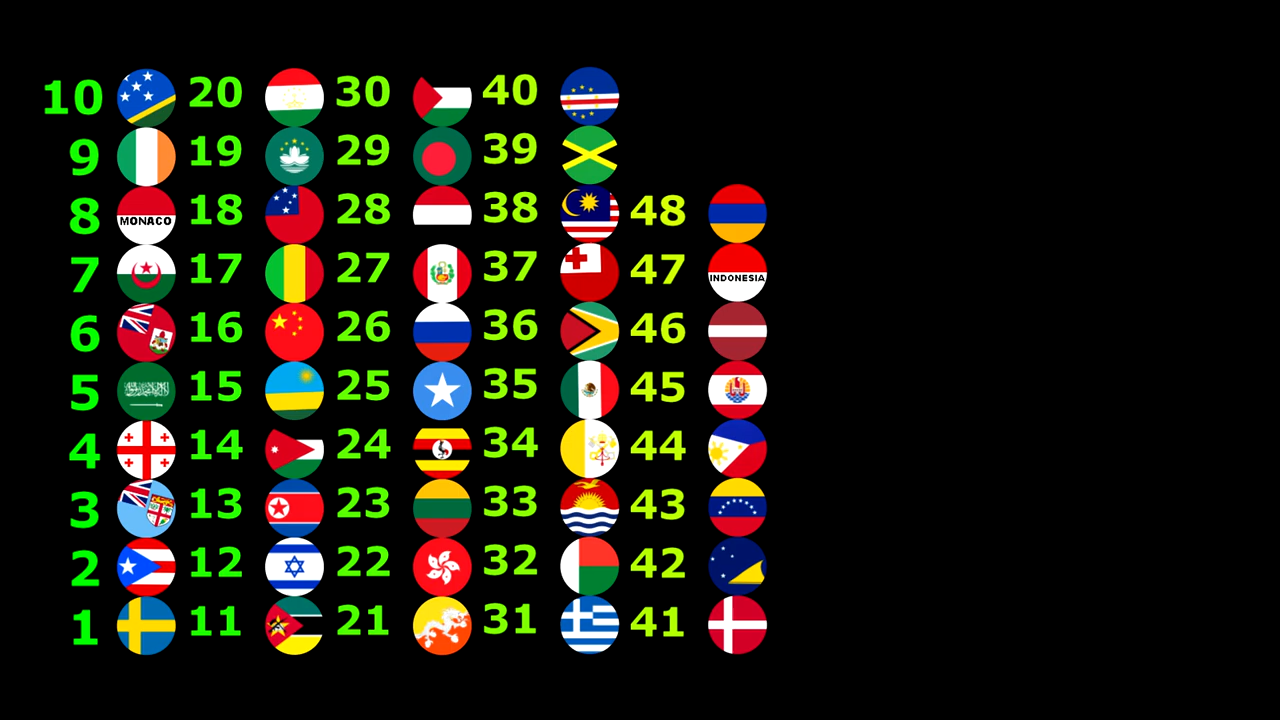 10 20 30 40
9 19 29 39
8 MONACO 18 28 38 48
7 17 27 37 47 INDONESIA
6 16 26 36 46
5 15 25 35 45
4 14 24 34 44
3 13 23 33 43
2 12 22 32 42
1 11 21 31 41